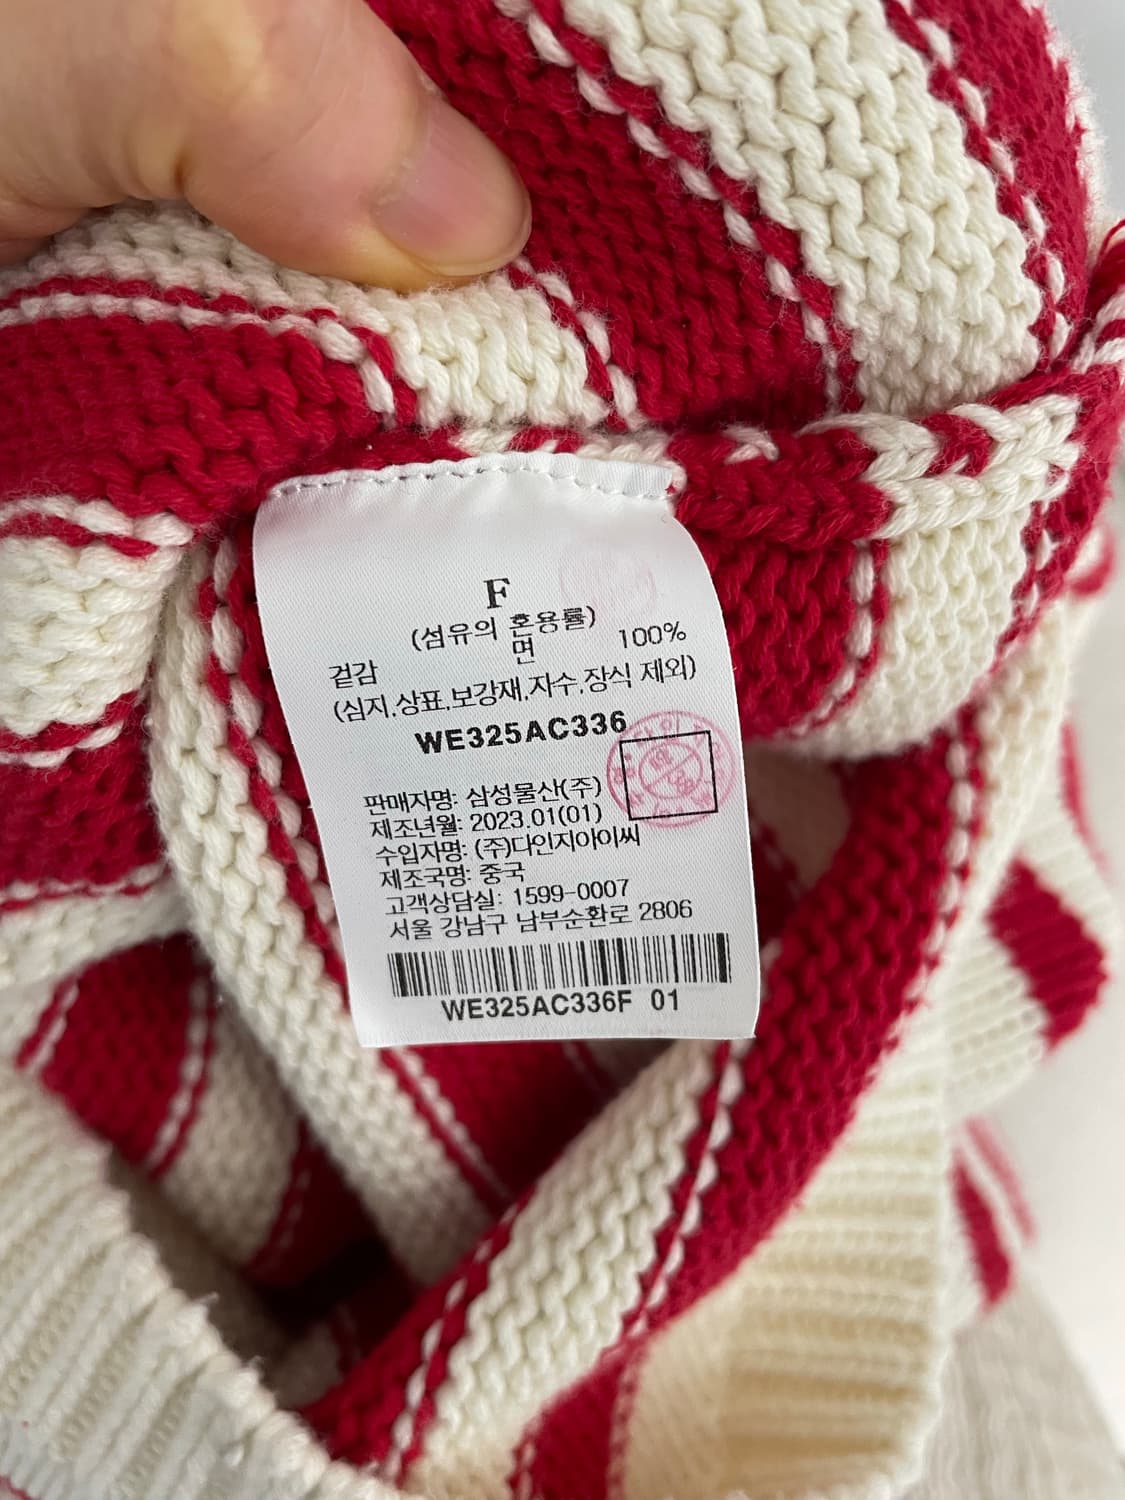 F
(섬유의 혼용률)
겉감 면 100%
(심지,상표,보강재,자수,장식 제외)
WE325AC336
판매자명: 삼성물산(주)
제조년월: 2023.01(01)
수입자명: (주)다인지아이씨
제조국명: 중국
고객상담실: 1599-0007
서울 강남구 남부순환로 2806
WE325AC336F 01